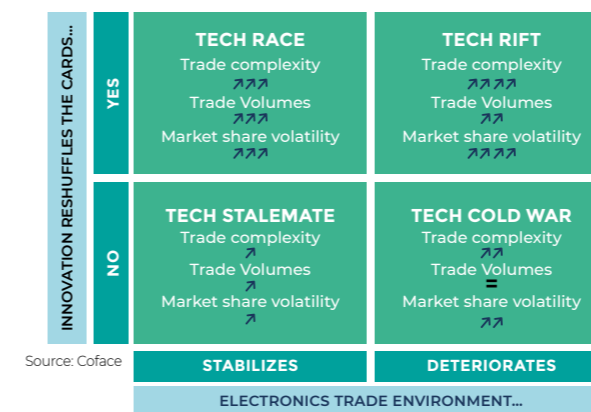 INNOVATION RESHUFFLES THE CARDS...
YES
TECH RACE
Trade complexity
↗↗↗
Trade Volumes
↗↗↗
Market share volatility
↗↗↗
TECH RIFT
Trade complexity
↗↗↗↗
Trade Volumes
↗↗
Market share volatility
↗↗↗↗
NO
TECH STALEMATE
Trade complexity
↗
Trade Volumes
↗
Market share volatility
↗
TECH COLD WAR
Trade complexity
↗↗
Trade Volumes
=
Market share volatility
↗↗
Source: Coface
STABILIZES
DETERIORATES
ELECTRONICS TRADE ENVIRONMENT...